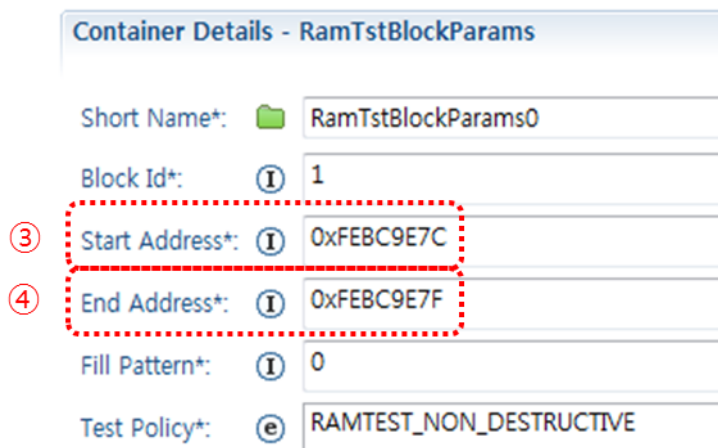 Container Details - RamTstBlockParams
Short Name*: RamTstBlockParams0
Block Id*: I 1
③ Start Address*: I 0xFEBC9E7C
④ End Address*: I 0xFEBC9E7F
Fill Pattern*: I 0
Test Policy*: e RAMTEST_NON_DESTRUCTIVE